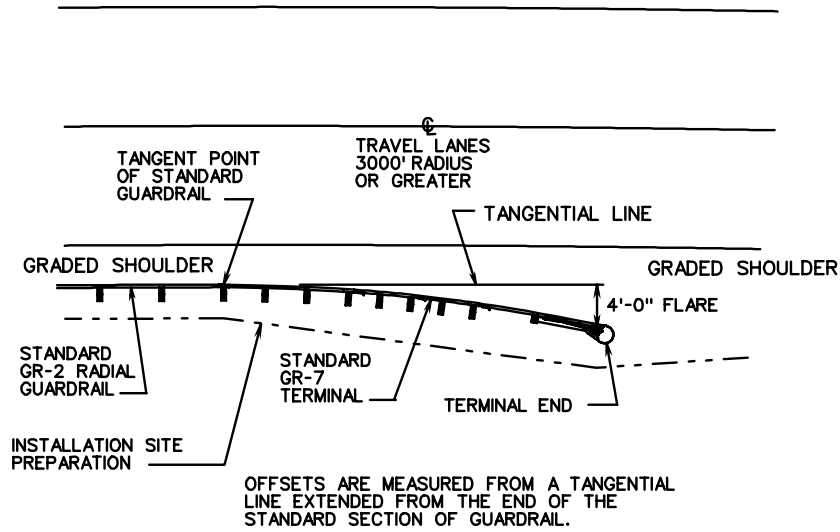 ℄
TRAVEL LANES
3000' RADIUS
OR GREATER
TANGENT POINT
OF STANDARD
GUARDRAIL
TANGENTIAL LINE
GRADED SHOULDER
GRADED SHOULDER
4'-0" FLARE
STANDARD
GR-2 RADIAL
GUARDRAIL
STANDARD
GR-7
TERMINAL
TERMINAL END
INSTALLATION SITE
PREPARATION
OFFSETS ARE MEASURED FROM A TANGENTIAL
LINE EXTENDED FROM THE END OF THE
STANDARD SECTION OF GUARDRAIL.